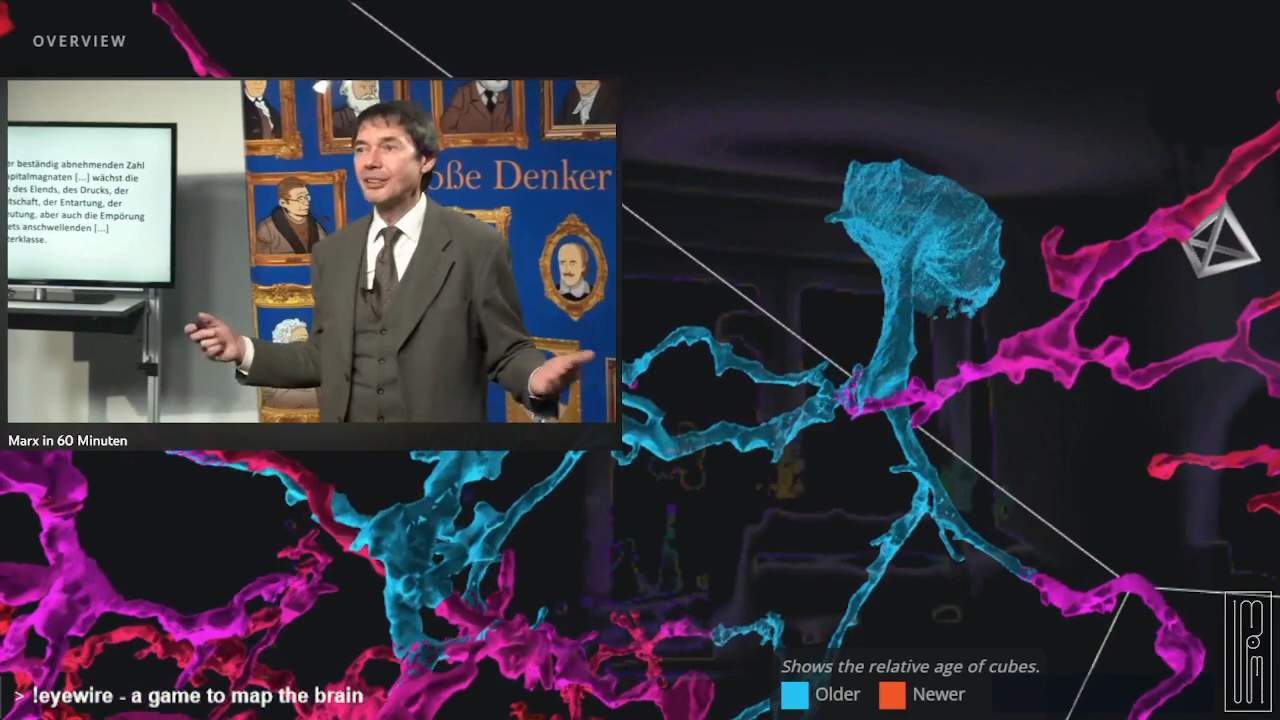 OVERVIEW
er beständig abnehmenden Zahl
apitalmagnaten [...] wächst die
des Elends, des Drucks, der
tschaft, der Entartung, der
eutung, aber auch die Empörung
ets anschwellenden [...]
terklasse.
oße Denker
Marx in 60 Minuten
Shows the relative age of cubes.
Older Newer
> !eyewire - a game to map the brain